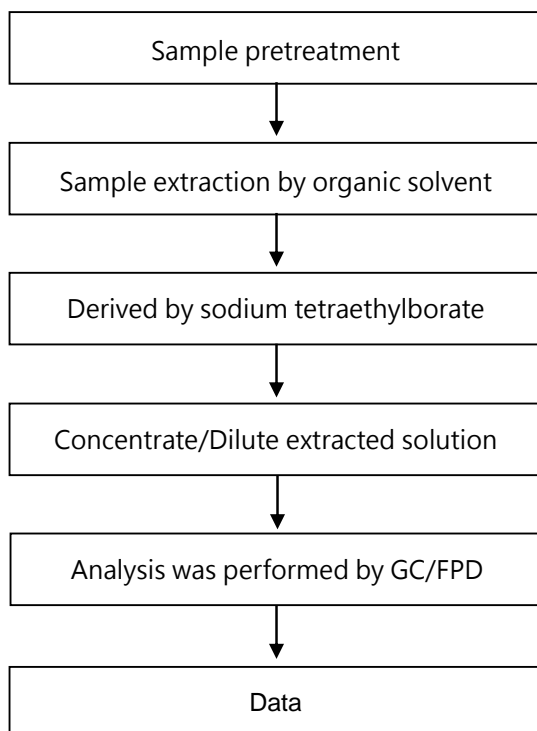 Sample pretreatment
Sample extraction by organic solvent
Derived by sodium tetraethylborate
Concentrate/Dilute extracted solution
Analysis was performed by GC/FPD
Data